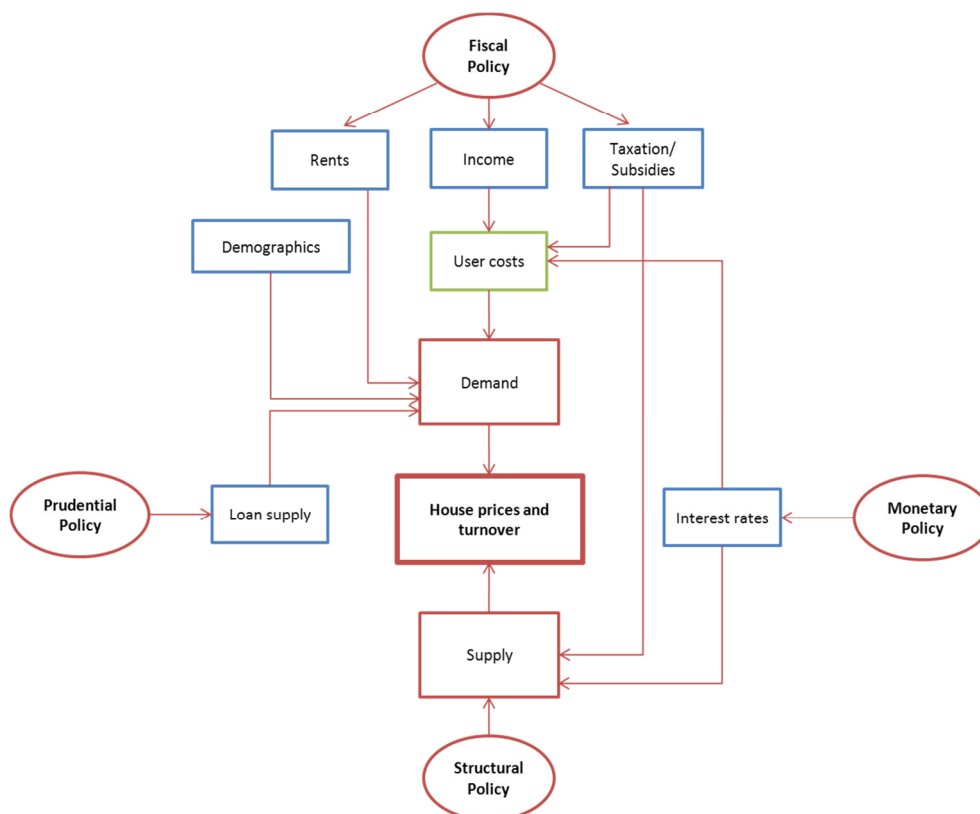 Fiscal
Policy
Rents
Income
Taxation/
Subsidies
Demographics
User costs
Demand
Prudential
Policy
Loan supply
House prices and
turnover
Interest rates
Monetary
Policy
Supply
Structural
Policy